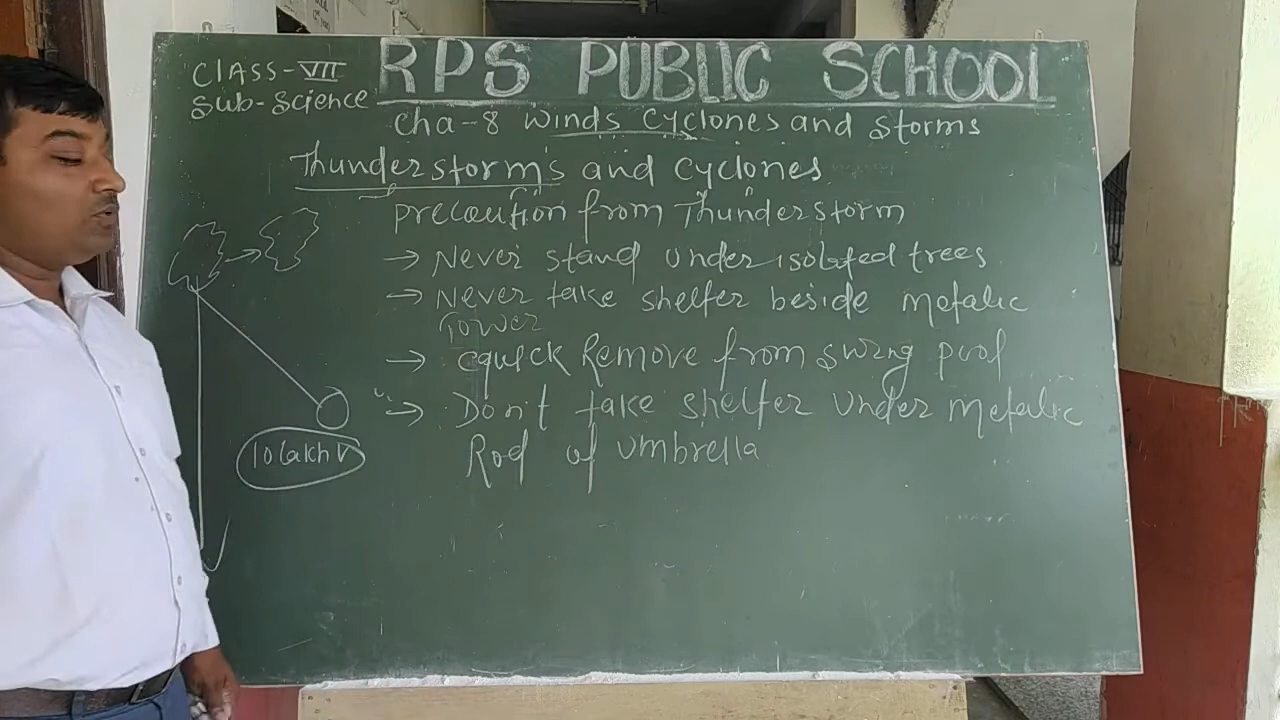 CLASS-VII
Sub-Science
RPS PUBLIC SCHOOL
Cha-8 Winds Cyclones and Storms
Thunderstorm's and Cyclones
precaution from Thunderstorm
→ Never stand under isolated trees
→ Never take shelter beside metalic
Tower
→ equick Remove from swing pool
→ Don't take shelter under metalic
Rod of umbrella
10 Lakh V